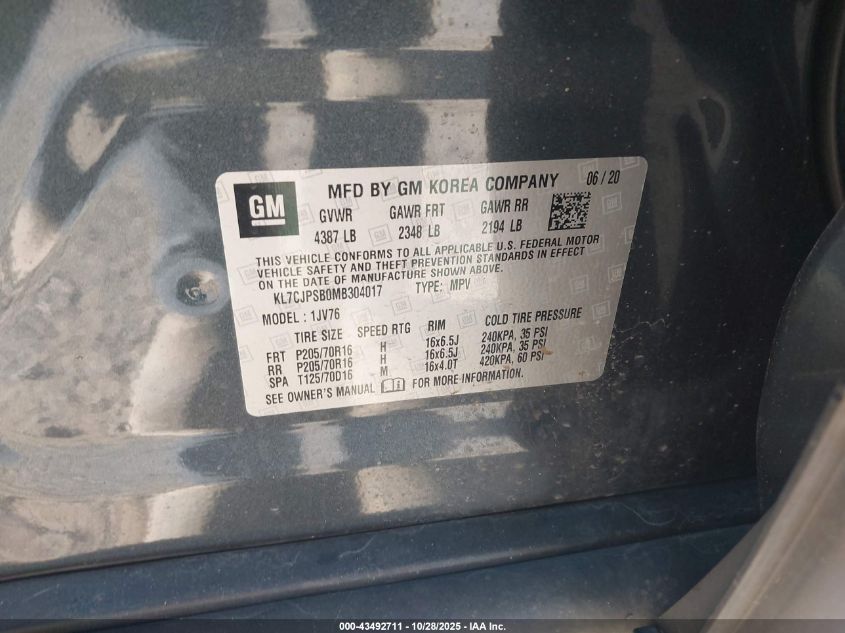 GM
MFD BY GM KOREA COMPANY 06 / 20
GVWR GAWR FRT GAWR RR
4387 LB 2348 LB 2194 LB
THIS VEHICLE CONFORMS TO ALL APPLICABLE U.S. FEDERAL MOTOR
VEHICLE SAFETY AND THEFT PREVENTION STANDARDS IN EFFECT
ON THE DATE OF MANUFACTURE SHOWN ABOVE.
KL7CJPSB0MB304017 TYPE: MPV
MODEL : 1JV76
TIRE SIZE SPEED RTG RIM COLD TIRE PRESSURE
FRT P205/70R16 H 16x6.5J 240KPA, 35 PSI
RR P205/70R16 H 16x6.5J 240KPA, 35 PSI
SPA T125/70D16 M 16x4.0T 420KPA, 60 PSI
SEE OWNER'S MANUAL FOR MORE INFORMATION.
000-43492711 - 10/28/2025 - IAA Inc.